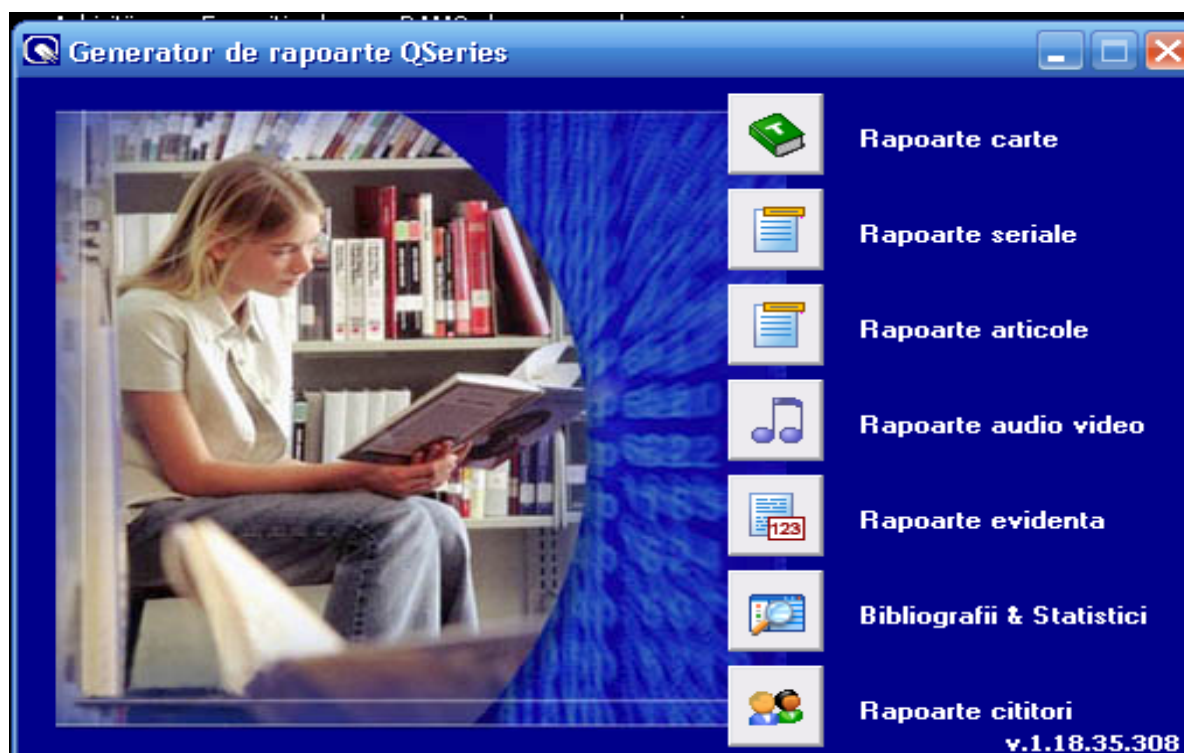 Generator de rapoarte QSeries
Rapoarte carte
Rapoarte seriale
Rapoarte articole
Rapoarte audio video
123
Rapoarte evidenta
Bibliografii & Statistici
Rapoarte cititori
v.1.18.35.308